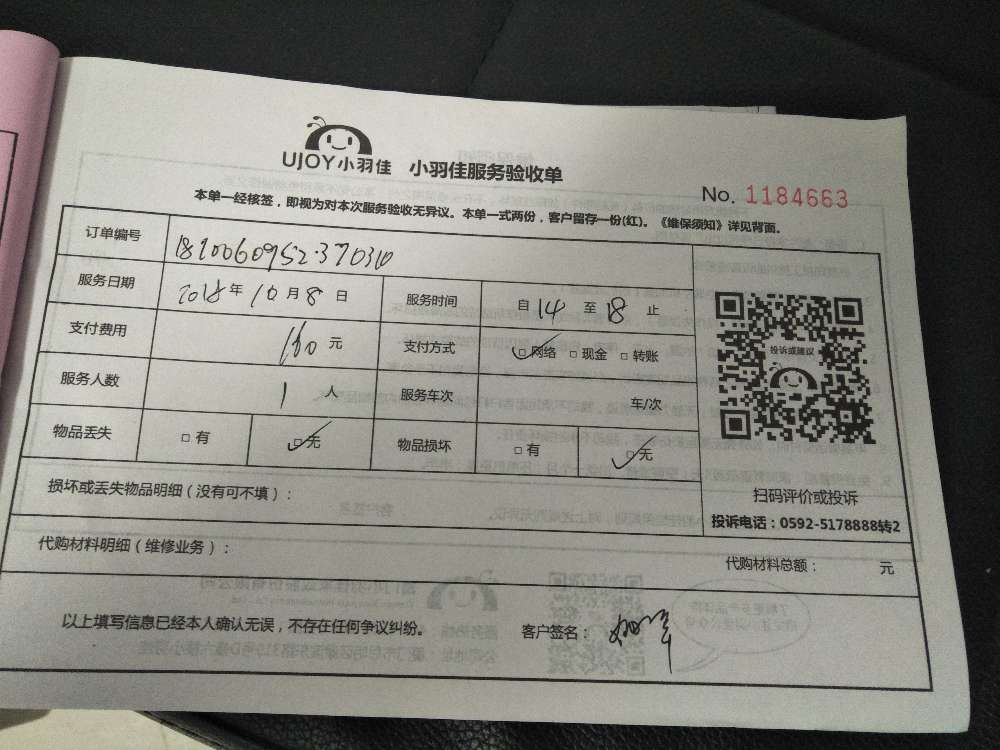 UJOY小羽佳 小羽佳服务验收单
No. 1184663
本单一经核签，即视为对本次服务验收无异议。本单一式两份，客户留存一份(红)。《维保须知》详见背面。
订单编号
服务日期 2018年10月8日 服务时间 自14至18止
支付费用 160元 支付方式 ☑网络 □现金 □转账
服务人数 1人 服务车次 车/次
物品丢失 □有 ☑无 物品损坏 □有 ☑无
投诉或建议
扫码评价或投诉
投诉电话：0592-5178888转2
损坏或丢失物品明细（没有可不填）：
代购材料明细（维修业务）： 代购材料总额： 元
以上填写信息已经本人确认无误，不存在任何争议纠纷。 客户签名：